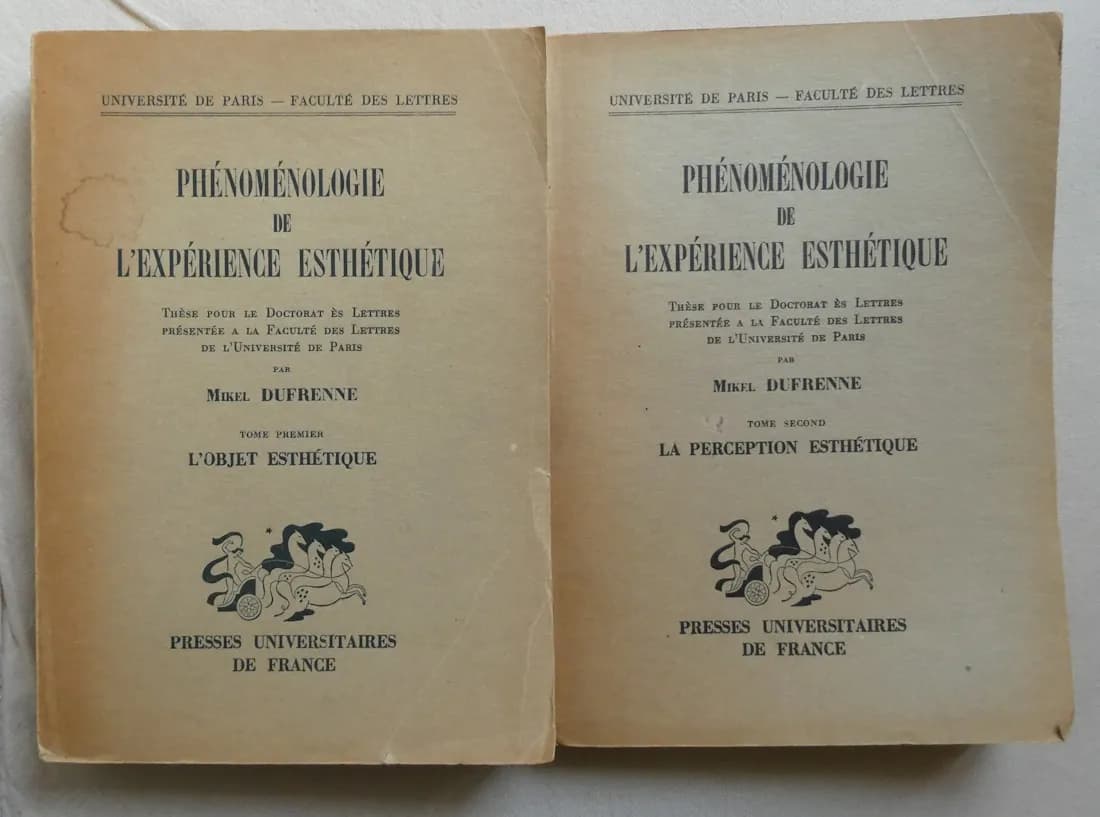 UNIVERSITÉ DE PARIS — FACULTÉ DES LETTRES
PHÉNOMÉNOLOGIE
DE
L'EXPÉRIENCE ESTHÉTIQUE
THÈSE POUR LE DOCTORAT ÈS LETTRES
PRÉSENTÉE A LA FACULTÉ DES LETTRES
DE L'UNIVERSITÉ DE PARIS
PAR
MIKEL DUFRENNE
TOME PREMIER
L'OBJET ESTHÉTIQUE
PRESSES UNIVERSITAIRES
DE FRANCE
UNIVERSITÉ DE PARIS — FACULTÉ DES LETTRES
PHÉNOMÉNOLOGIE
DE
L'EXPÉRIENCE ESTHÉTIQUE
THÈSE POUR LE DOCTORAT ÈS LETTRES
PRÉSENTÉE A LA FACULTÉ DES LETTRES
DE L'UNIVERSITÉ DE PARIS
PAR
MIKEL DUFRENNE
TOME SECOND
LA PERCEPTION ESTHÉTIQUE
PRESSES UNIVERSITAIRES
DE FRANCE